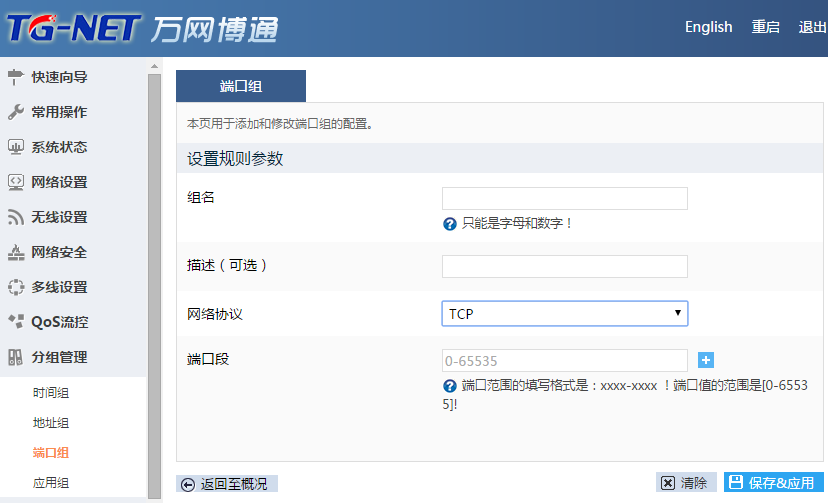 TG-NET 万网博通
English 重启 退出
快速向导
常用操作
系统状态
网络设置
无线设置
网络安全
多线设置
QoS流控
分组管理
时间组
地址组
端口组
应用组
端口组
本页用于添加和修改端口组的配置。
设置规则参数
组名
只能是字母和数字！
描述（可选）
网络协议
TCP
端口段
0-65535
端口范围的填写格式是：xxxx-xxxx ！端口值的范围是[0-6553
5]!
返回至概况
清除
保存&应用